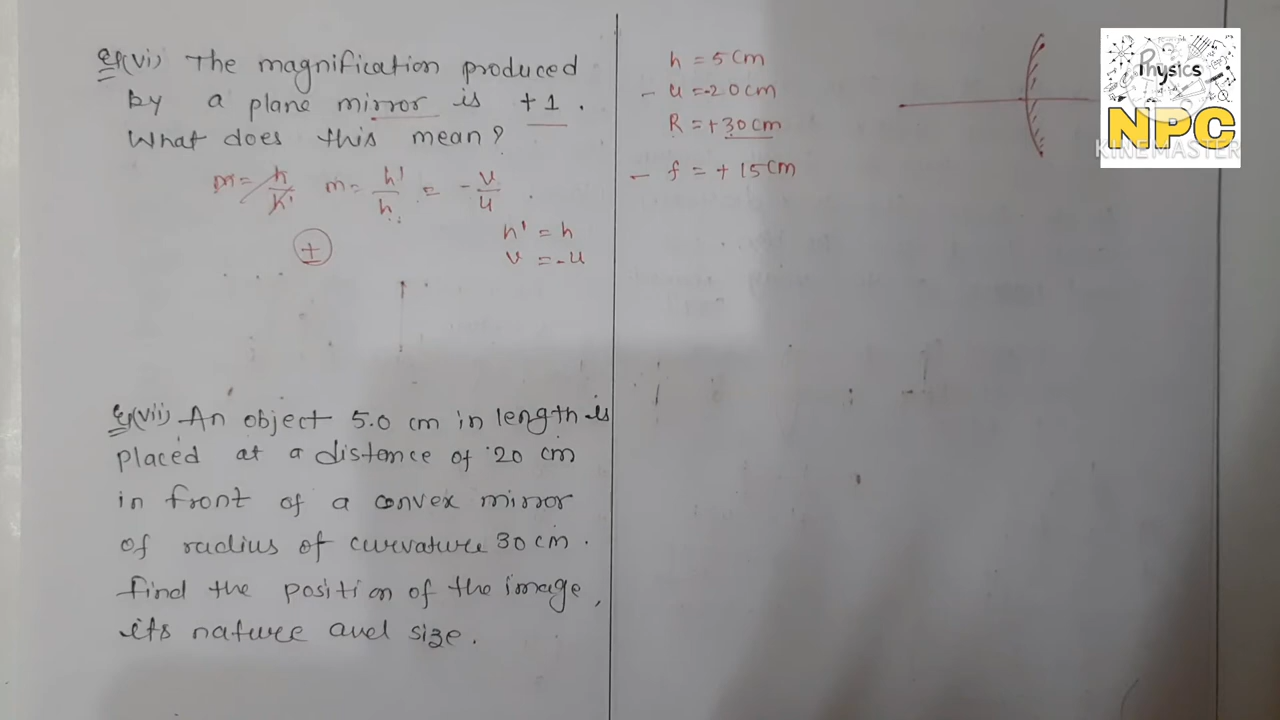 Q(vi) The magnification produced
by a plane mirror is +1.
What does this mean?
m=h/h' m= h'/h = -v/u
h' = h
+
v = -u
Q(vii) An object 5.0 cm in length is
placed at a distance of 20 cm
in front of a convex mirror
of radius of curvature 30 cm.
find the position of the image,
its nature and size.
h = 5 cm
- u = -20 cm
R = +30 cm
- f = +15 cm
Physics
NPC
KINEMASTER